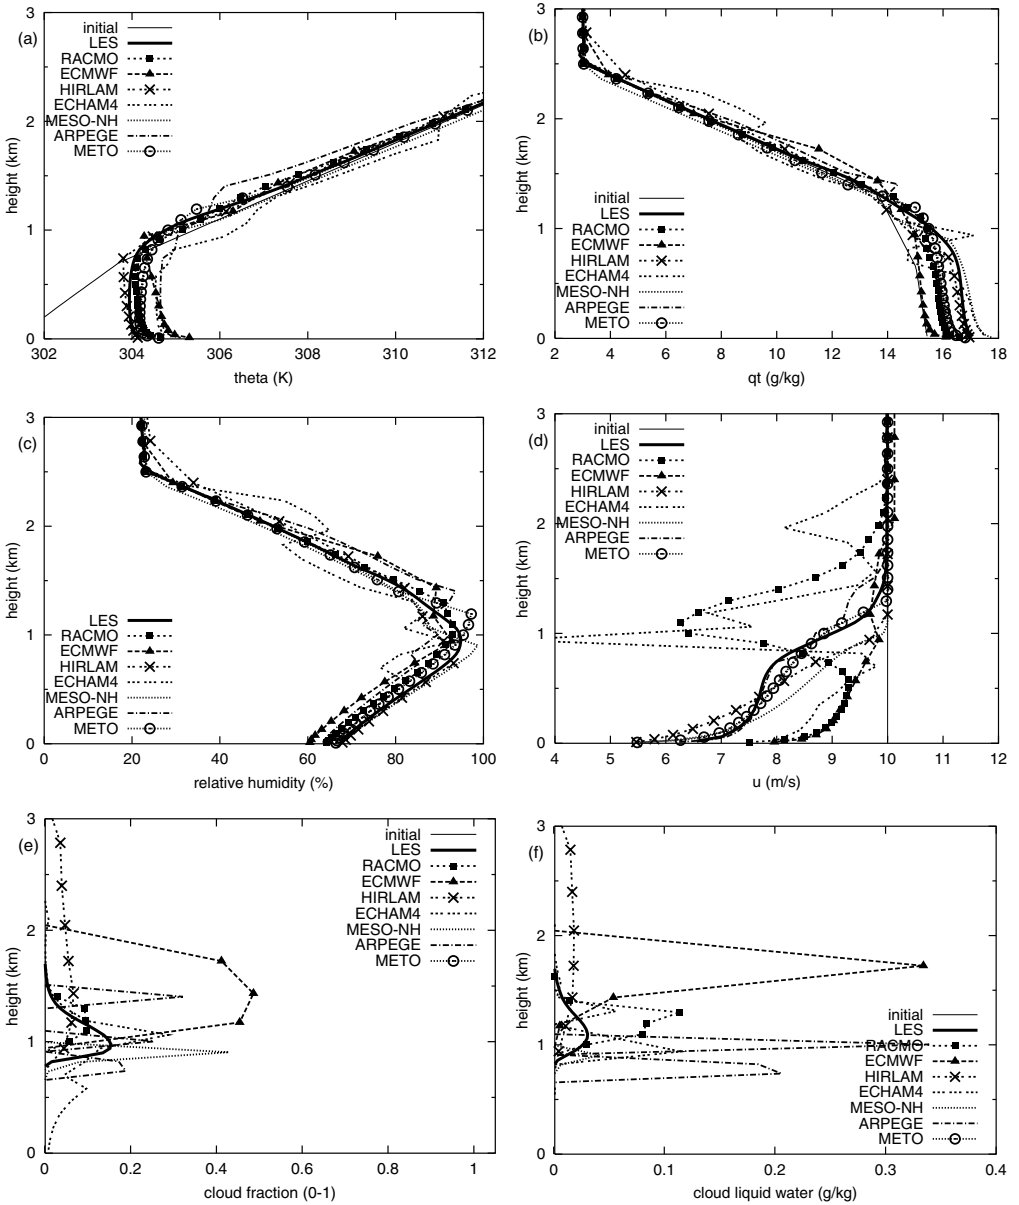 (a)
initial
LES
RACMO
ECMWF
HIRLAM
ECHAM4
MESO-NH
ARPEGE
METO
height (km)
0
1
2
3
302 304 306 308 310 312
theta (K)
(b)
initial
LES
RACMO
ECMWF
HIRLAM
ECHAM4
MESO-NH
ARPEGE
METO
height (km)
0
1
2
3
2 4 6 8 10 12 14 16 18
qt (g/kg)
(c)
LES
RACMO
ECMWF
HIRLAM
ECHAM4
MESO-NH
ARPEGE
METO
height (km)
0
1
2
3
0 20 40 60 80 100
relative humidity (%)
(d)
initial
LES
RACMO
ECMWF
HIRLAM
ECHAM4
MESO-NH
ARPEGE
METO
height (km)
0
1
2
3
4 5 6 7 8 9 10 11 12
u (m/s)
(e)
initial
LES
RACMO
ECMWF
HIRLAM
ECHAM4
MESO-NH
ARPEGE
METO
height (km)
0
1
2
3
0 0.2 0.4 0.6 0.8 1
cloud fraction (0-1)
(f)
initial
LES
RACMO
ECMWF
HIRLAM
ECHAM4
MESO-NH
ARPEGE
METO
height (km)
0
1
2
3
0 0.1 0.2 0.3 0.4
cloud liquid water (g/kg)